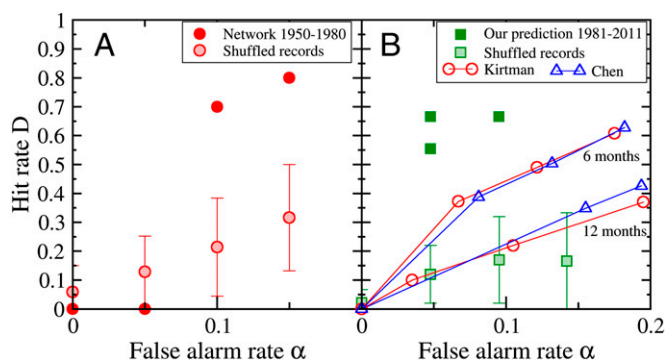 A
Network 1950-1980
Shuffled records
B
Our prediction 1981-2011
Shuffled records
Kirtman
Chen
6 months
12 months
Hit rate D
1
0.9
0.8
0.7
0.6
0.5
0.4
0.3
0.2
0.1
0
0
0.1
0
0.1
0.2
False alarm rate α
False alarm rate α